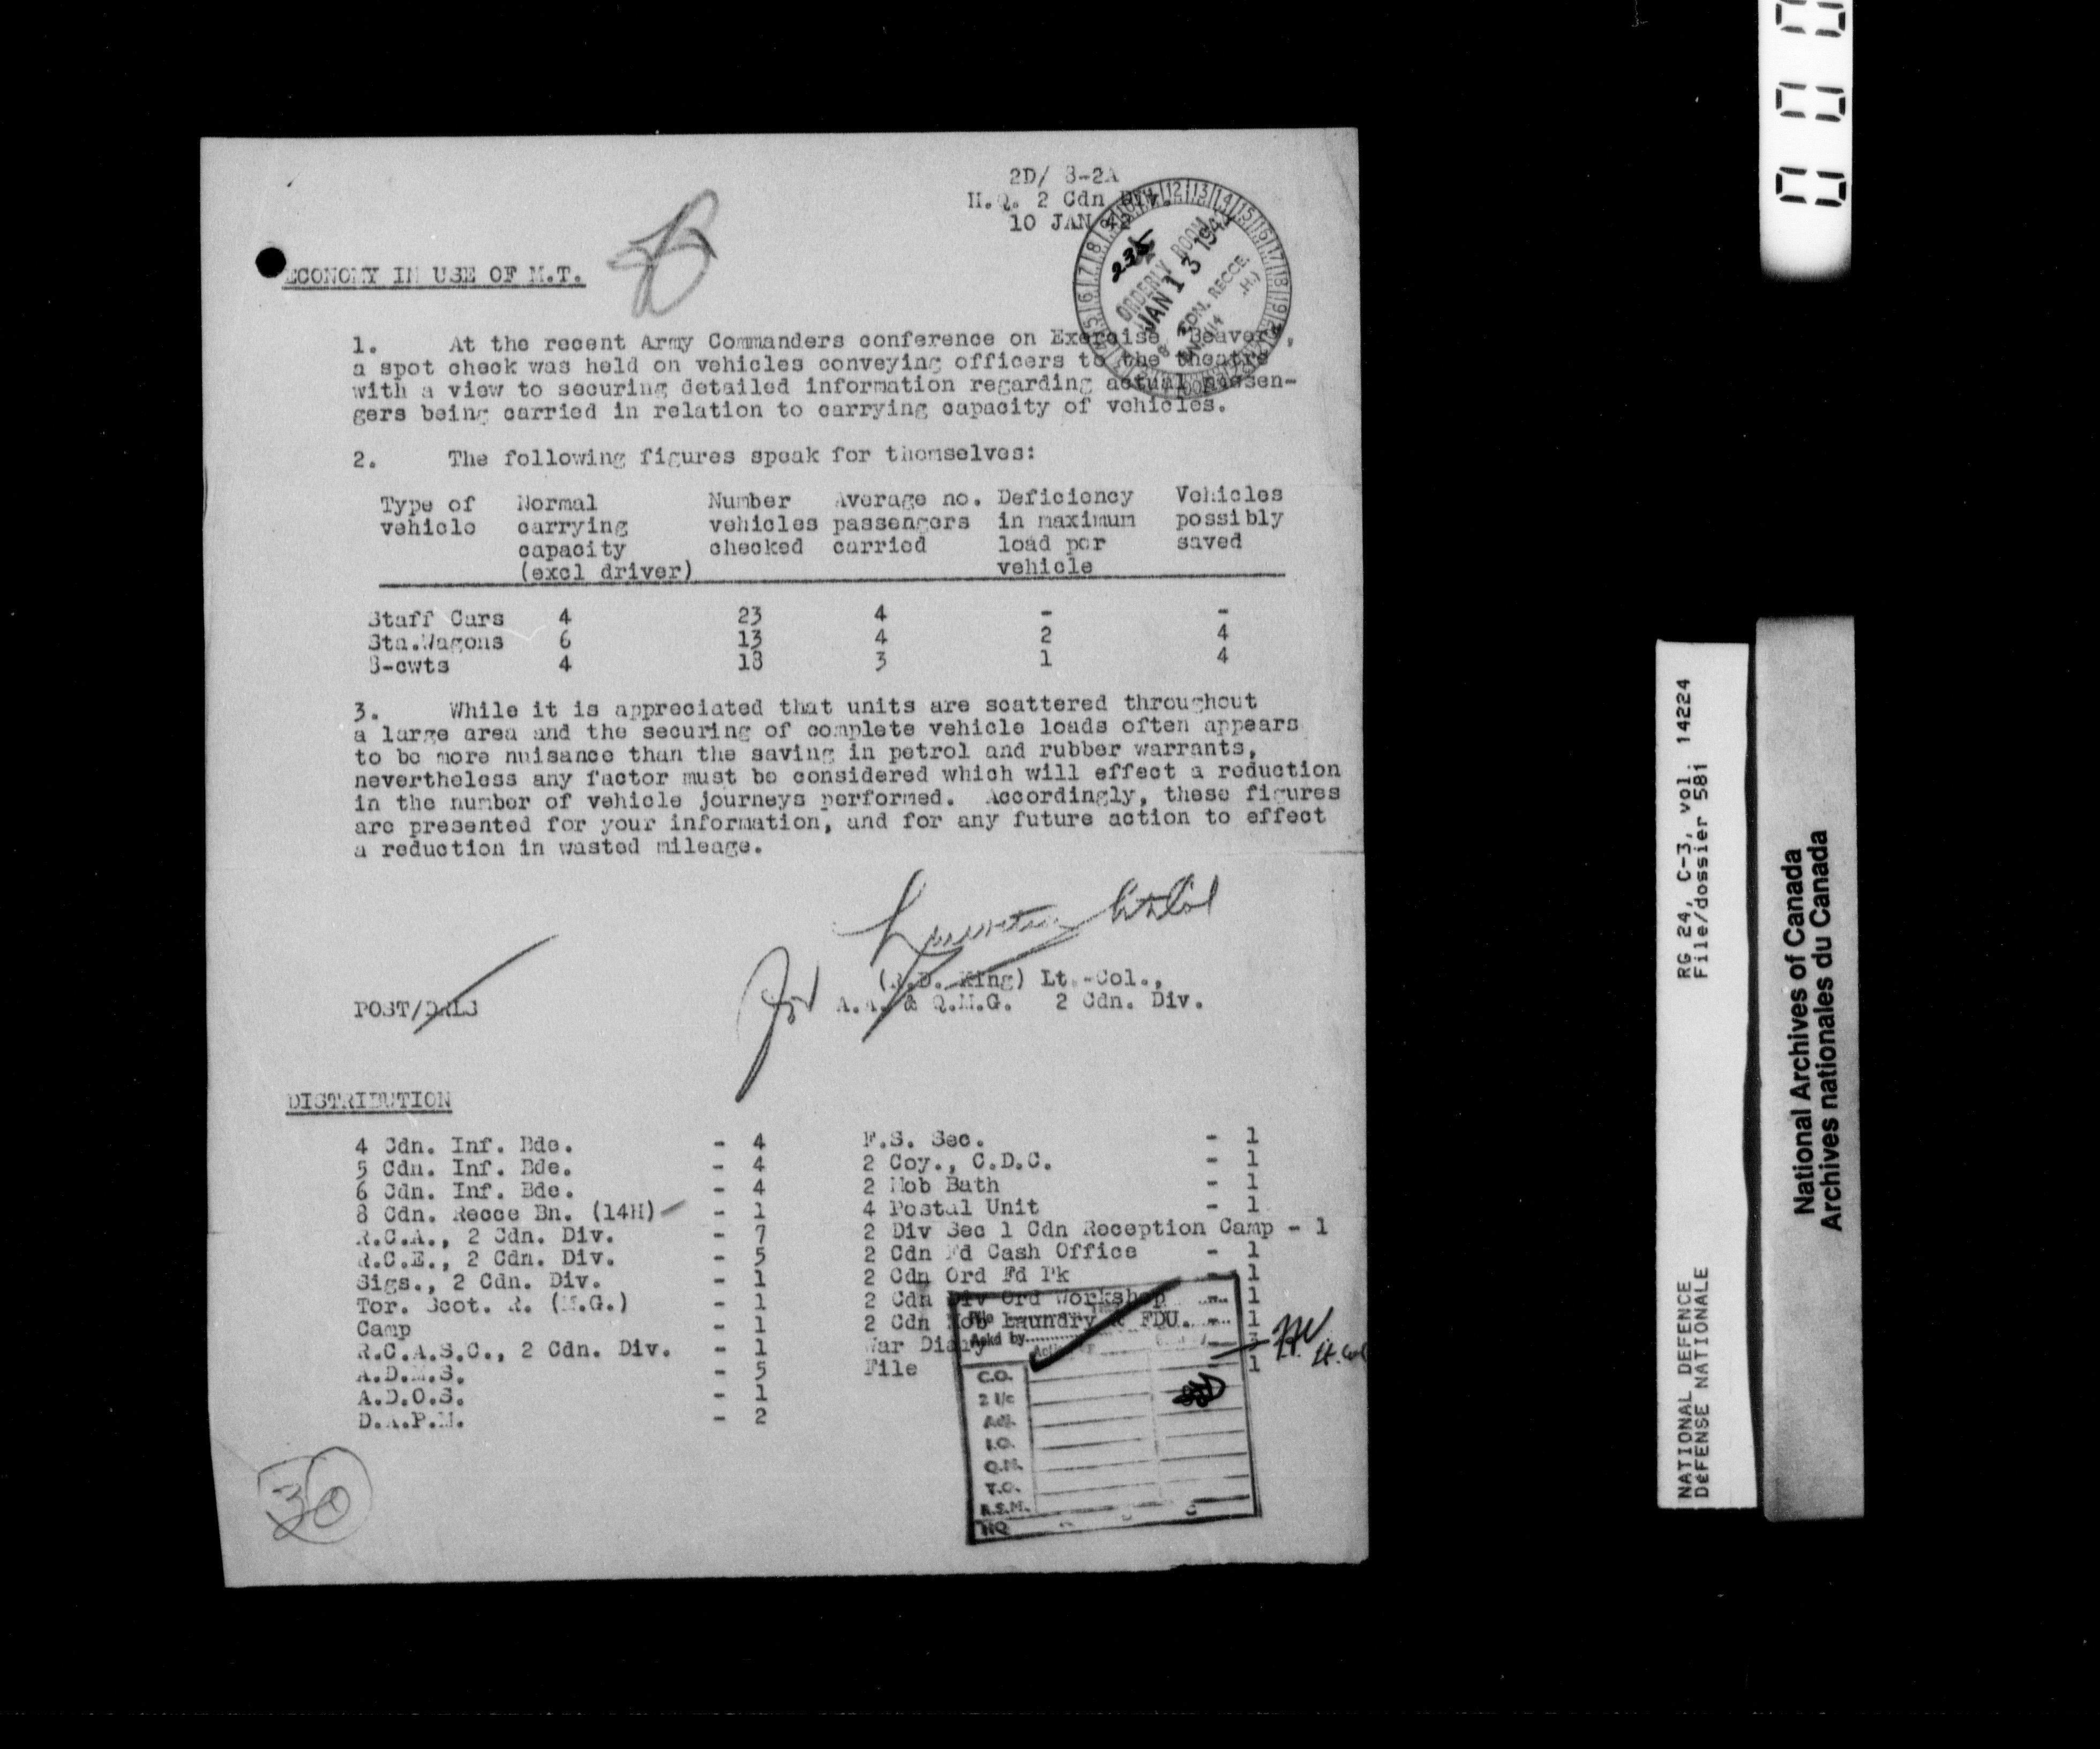 2D/ 8-2A
H.Q. 2 Cdn Div.
10 JAN
ORDERLY ROOM
JAN 13 194
RECCE.
ECONOMY IN USE OF M.T.
1. At the recent Army Commanders conference on Exercise Beaver,
a spot check was held on vehicles conveying officers to the theatre
with a view to securing detailed information regarding actual passen-
gers being carried in relation to carrying capacity of vehicles.
2. The following figures speak for themselves:
Type of Normal Number Average no. Deficiency Vehicles
vehicle carrying vehicles passengers in maximum possibly
capacity checked carried load per saved
(excl driver) vehicle
Staff Cars 4 23 4 - -
Sta.Wagons 6 13 4 2 4
8-cwts 4 18 3 1 4
3. While it is appreciated that units are scattered throughout
a large area and the securing of complete vehicle loads often appears
to be more nuisance than the saving in petrol and rubber warrants,
nevertheless any factor must be considered which will effect a reduction
in the number of vehicle journeys performed. Accordingly, these figures
are presented for your information, and for any future action to effect
a reduction in wasted mileage.
for
King) Lt.-Col.,
POST/DRLS A.A. & Q.M.G. 2 Cdn. Div.
DISTRIBUTION
4 Cdn. Inf. Bde. - 4 F.S. Sec. - 1
5 Cdn. Inf. Bde. - 4 2 Coy., C.D.C. - 1
6 Cdn. Inf. Bde. - 4 2 Mob Bath - 1
8 Cdn. Recce Bn. (14H) - 1 4 Postal Unit - 1
R.C.A., 2 Cdn. Div. - 7 2 Div Sec 1 Cdn Reception Camp - 1
R.C.E., 2 Cdn. Div. - 5 2 Cdn Fd Cash Office - 1
Sigs., 2 Cdn. Div. - 1 2 Cdn Ord Fd Pk - 1
Tor. Scot. R. (M.G.) - 1 2 Cdn Div Ord Workshop - 1
Camp - 1 2 Cdn Mob Laundry & FDU. - 1
R.C.A.S.C., 2 Cdn. Div. - 1 War Diary - 3
A.D.M.S. - 5 File - 1
A.D.O.S. - 1
D.A.P.M. - 2
File
Ackd by
C.O.
2 i/c
Adj.
I.O.
Q.M.
T.O.
R.S.M.
HQ
30
NATIONAL DEFENCE RG 24, C-3, vol. 14224
DéFENSE NATIONALE File/dossier 581
National Archives of Canada
Archives nationales du Canada